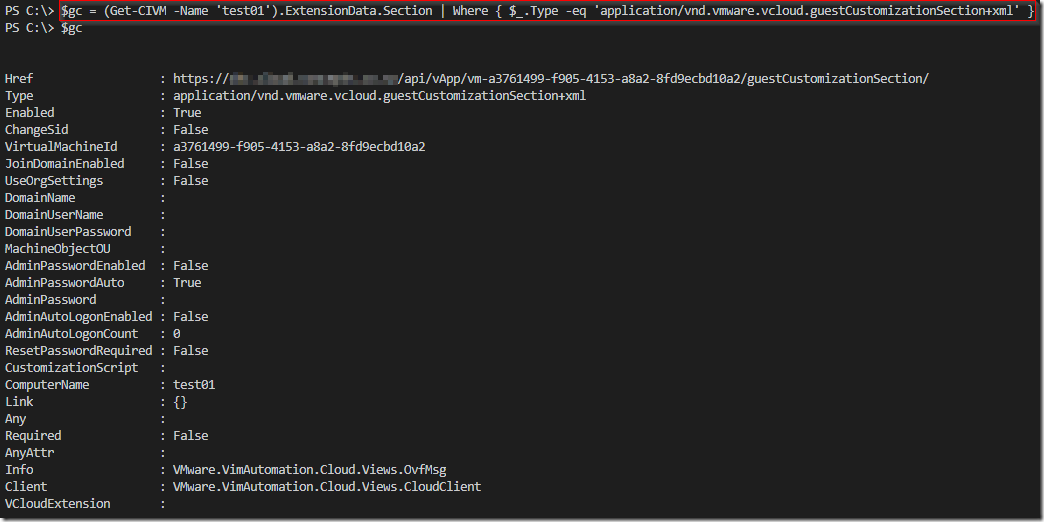 PS C:\> $gc = (Get-CIVM -Name 'test01').ExtensionData.Section | Where { $_.Type -eq 'application/vnd.vmware.vcloud.guestCustomizationSection+xml' }
PS C:\> $gc
Href : https:///api/vApp/vm-a3761499-f905-4153-a8a2-8fd9ecbd10a2/guestCustomizationSection/
Type : application/vnd.vmware.vcloud.guestCustomizationSection+xml
Enabled : True
ChangeSid : False
VirtualMachineId : a3761499-f905-4153-a8a2-8fd9ecbd10a2
JoinDomainEnabled : False
UseOrgSettings : False
DomainName :
DomainUserName :
DomainUserPassword :
MachineObjectOU :
AdminPasswordEnabled : False
AdminPasswordAuto : True
AdminPassword :
AdminAutoLogonEnabled : False
AdminAutoLogonCount : 0
ResetPasswordRequired : False
CustomizationScript :
ComputerName : test01
Link : {}
Any :
Required : False
AnyAttr :
Info : VMware.VimAutomation.Cloud.Views.OvfMsg
Client : VMware.VimAutomation.Cloud.Views.CloudClient
VCloudExtension :